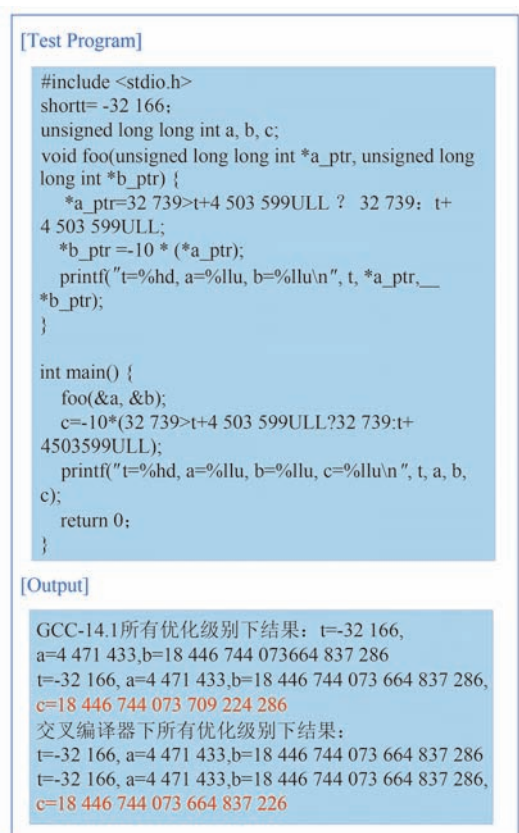 [Test Program]
#include <stdio.h>
shortt= -32 166;
unsigned long long int a, b, c;
void foo(unsigned long long int *a_ptr, unsigned long
long int *b_ptr) {
*a_ptr=32 739>t+4 503 599ULL ? 32 739: t+
4 503 599ULL;
*b_ptr =-10 * (*a_ptr);
printf("t=%hd, a=%llu, b=%llu\n", t, *a_ptr,__
*b_ptr);
}
int main() {
foo(&a, &b);
c=-10*(32 739>t+4 503 599ULL?32 739:t+
4503599ULL);
printf("t=%hd, a=%llu, b=%llu, c=%llu\n", t, a, b,
c);
return 0;
}
[Output]
GCC-14.1所有优化级别下结果：t=-32 166,
a=4 471 433,b=18 446 744 073664 837 286
t=-32 166, a=4 471 433,b=18 446 744 073 664 837 286,
c=18 446 744 073 709 224 286
交叉编译器下所有优化级别下结果：
t=-32 166, a=4 471 433,b=18 446 744 073 664 837 286
t=-32 166, a=4 471 433,b=18 446 744 073 664 837 286,
c=18 446 744 073 664 837 226